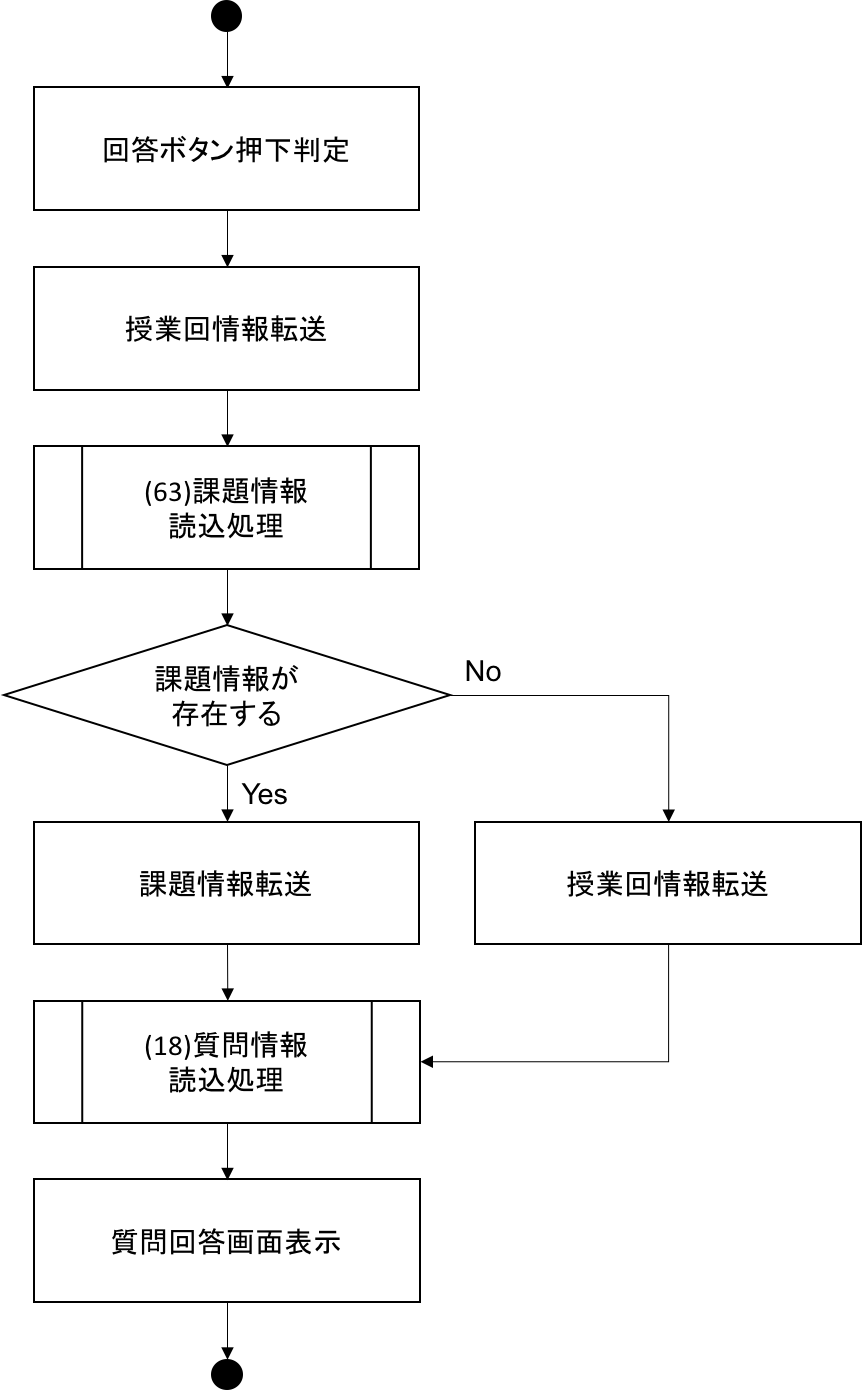 回答ボタン押下判定
授業回情報転送
(63)課題情報
読込処理
課題情報が
存在する
No
Yes
課題情報転送
授業回情報転送
(18)質問情報
読込処理
質問回答画面表示